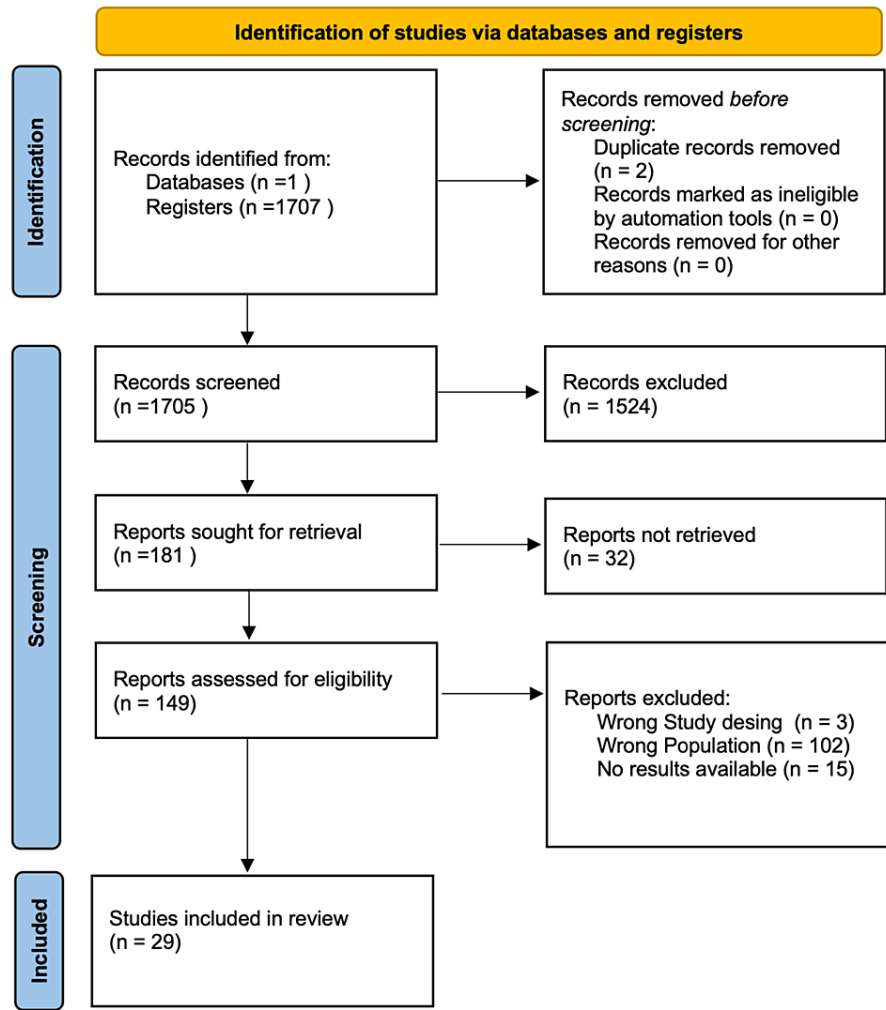 Identification of studies via databases and registers
Identification
Records identified from:
Databases (n =1 )
Registers (n =1707 )
Records removed before
screening:
Duplicate records removed
(n = 2)
Records marked as ineligible
by automation tools (n = 0)
Records removed for other
reasons (n = 0)
Screening
Records screened
(n =1705 )
Records excluded
(n = 1524)
Reports sought for retrieval
(n =181 )
Reports not retrieved
(n = 32)
Reports assessed for eligibility
(n = 149)
Reports excluded:
Wrong Study desing  (n = 3)
Wrong Population (n = 102)
No results available (n = 15)
Included
Studies included in review
(n = 29)